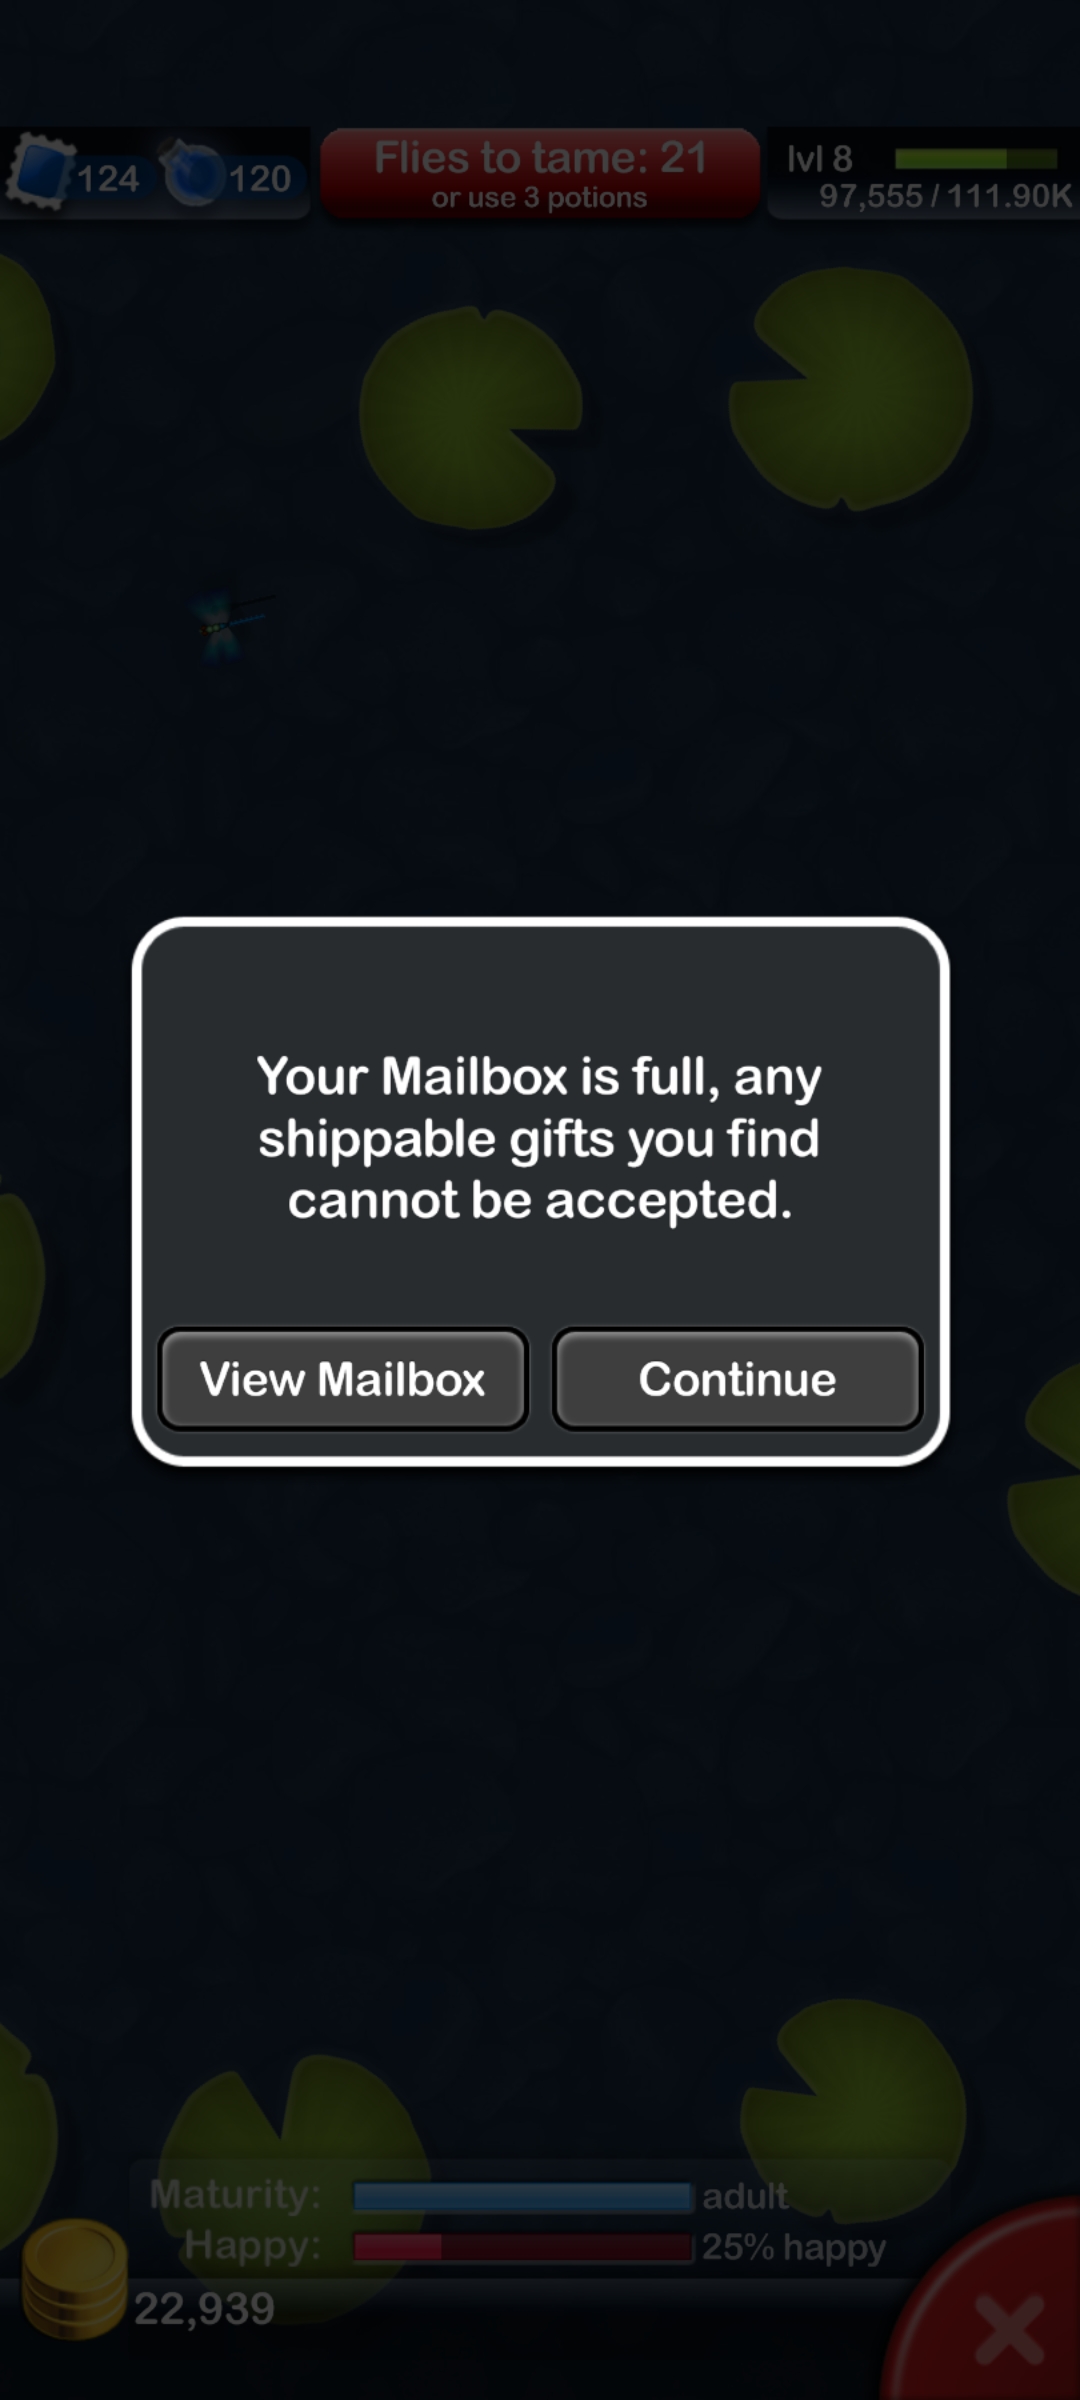 124
120
Flies to tame: 21
or use 3 potions
lvl 8
97,555 / 111.90K
Your Mailbox is full, any
shippable gifts you find
cannot be accepted.
View Mailbox
Continue
Maturity:
adult
Happy:
25% happy
22,939